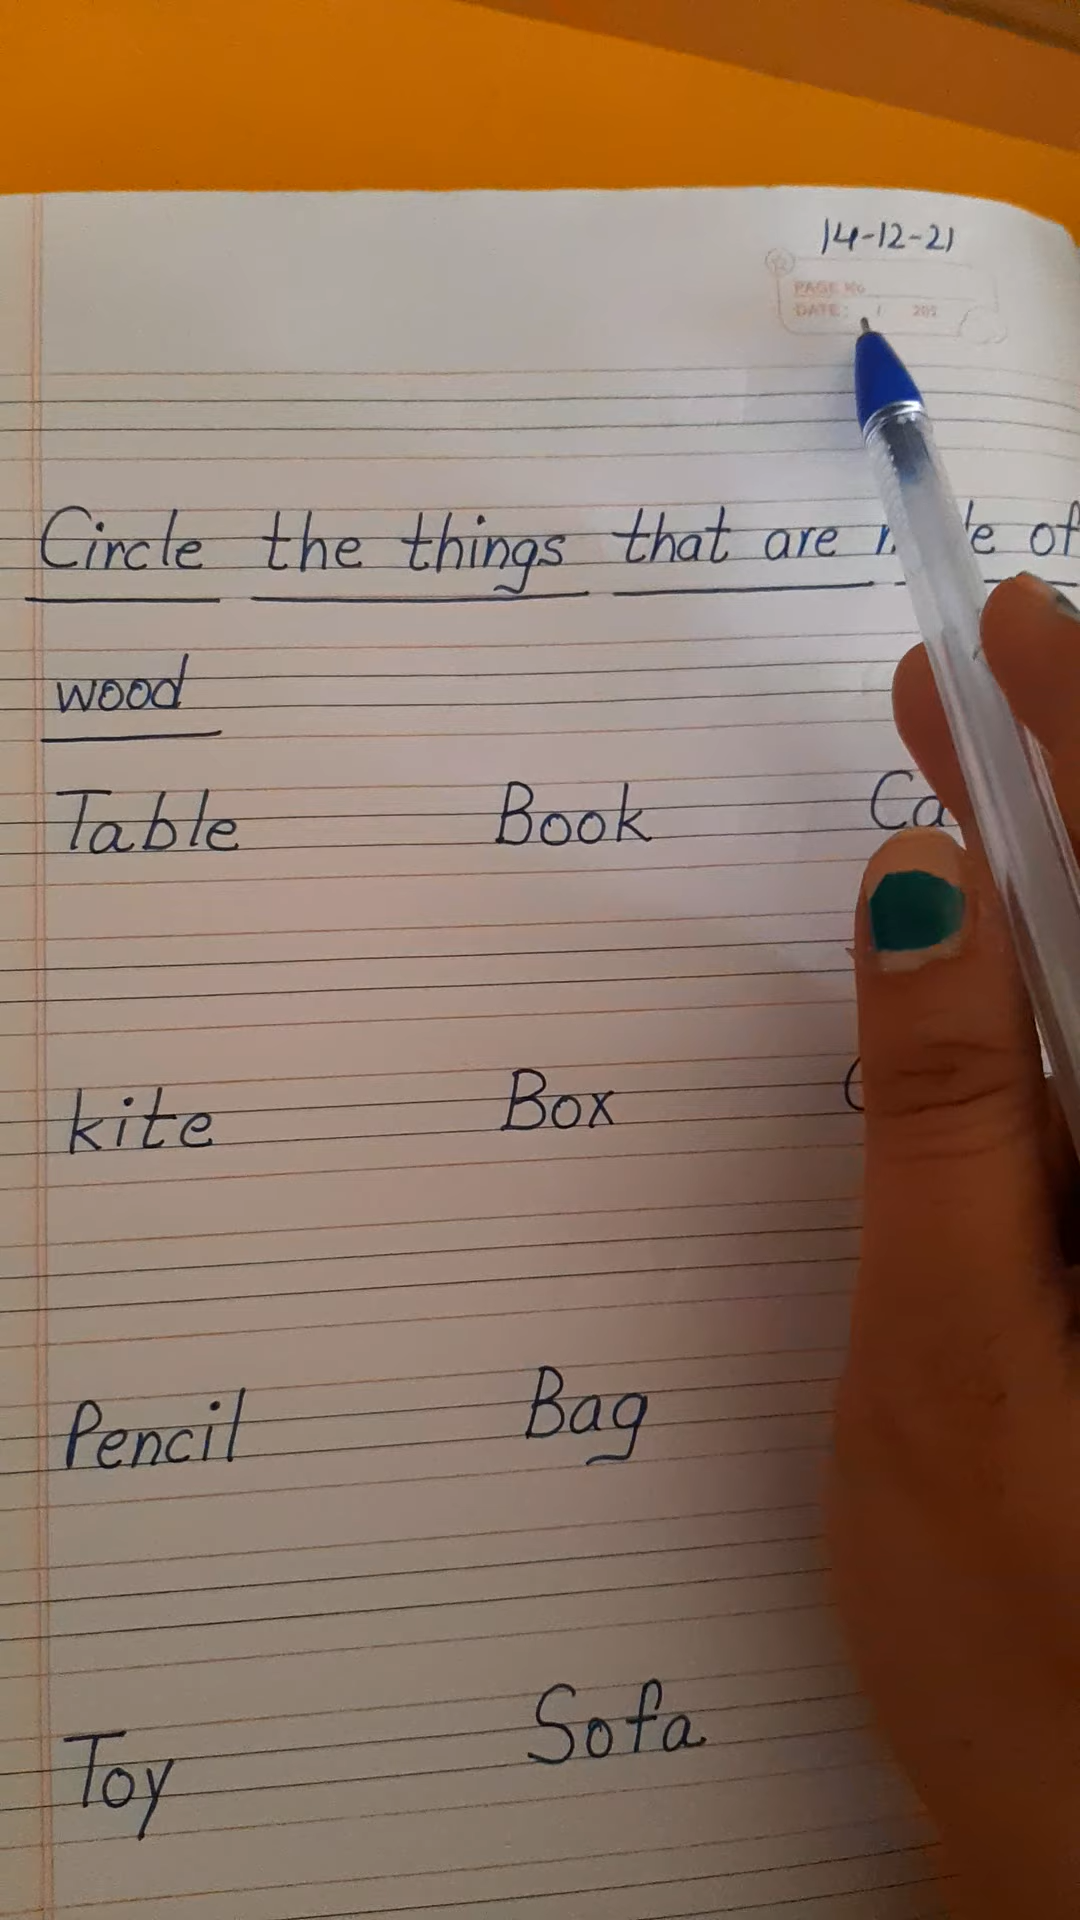 14-12-21
PAGE No
DATE: / 202
Circle the things that are of
wood
Table Book
kite Box
Pencil Bag
Toy Sofa